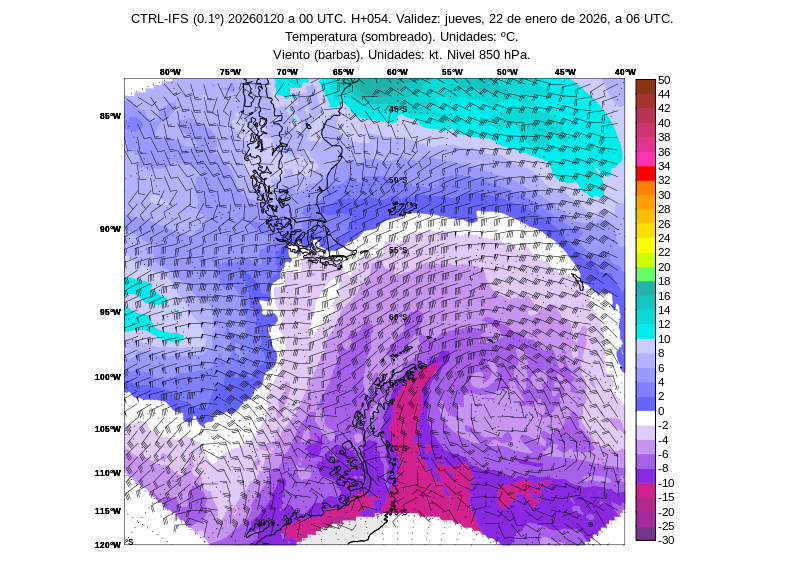 CTRL-IFS (0.1º) 20260120 a 00 UTC. H+054. Validez: jueves, 22 de enero de 2026, a 06 UTC.
Temperatura (sombreado). Unidades: ºC.
Viento (barbas). Unidades: kt. Nivel 850 hPa.
80°W 75°W 70°W 65°W 60°W 55°W 50°W 45°W 40°W
85°W
90°W
95°W
100°W
105°W
110°W
115°W
120°W
45°S
50°S
55°S
60°S
65°S
70°S
75°S
°S
50
44
42
40
38
36
34
32
30
28
26
24
22
20
18
16
14
12
10
8
6
4
2
0
-2
-4
-6
-8
-10
-15
-20
-25
-30